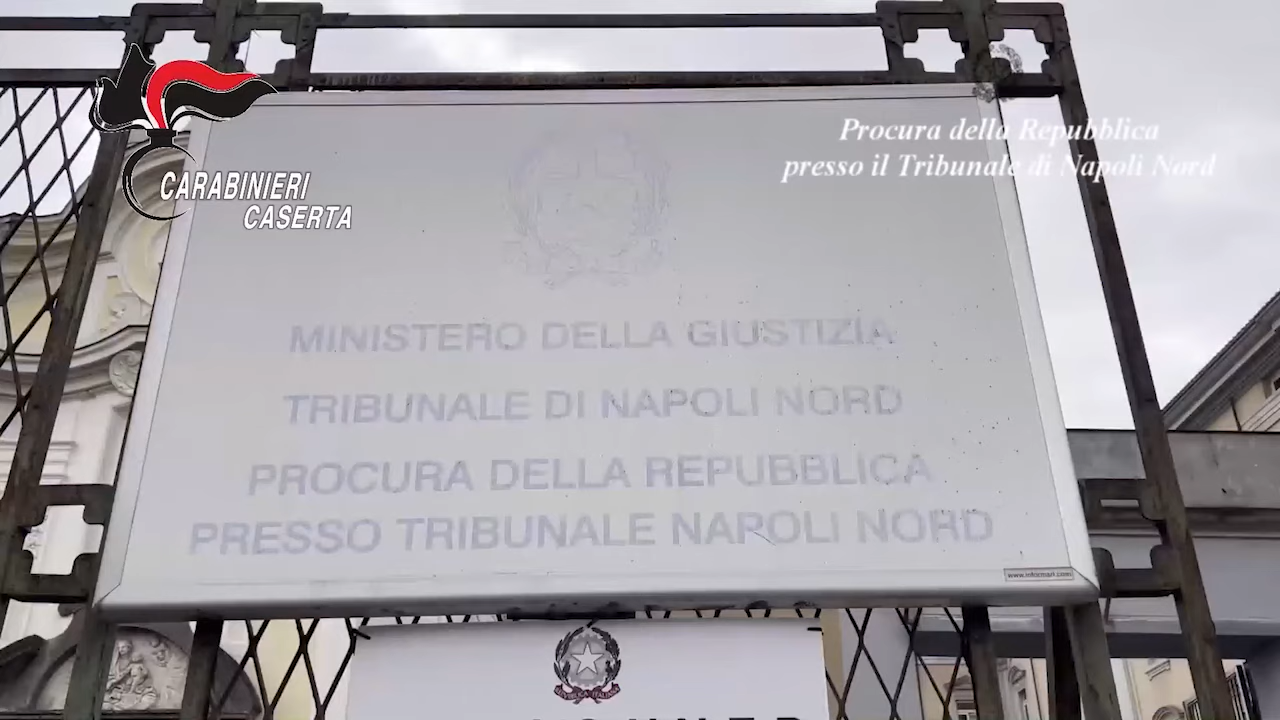 CARABINIERI
CASERTA
Procura della Repubblica
presso il Tribunale di Napoli Nord
MINISTERO DELLA GIUSTIZIA
TRIBUNALE DI NAPOLI NORD
PROCURA DELLA REPUBBLICA
PRESSO TRIBUNALE NAPOLI NORD